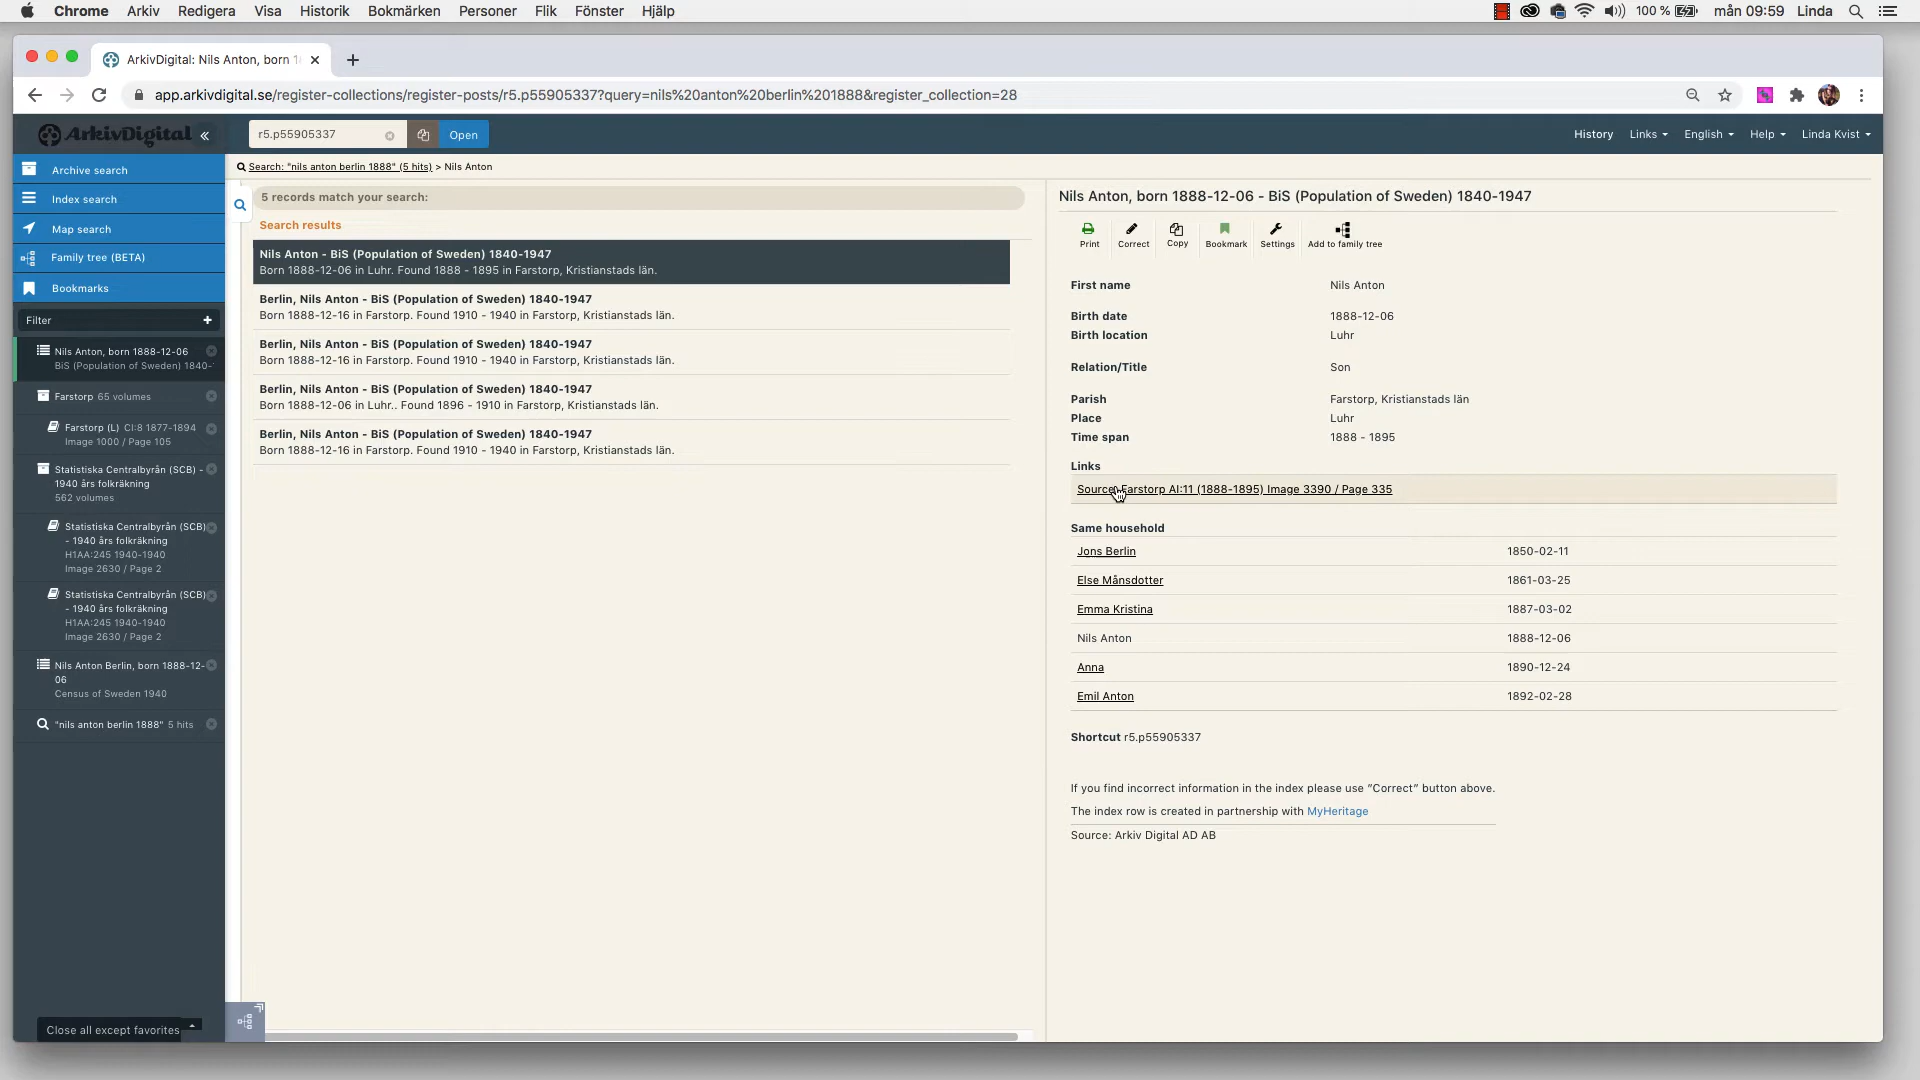 Chrome Arkiv Redigera Visa Historik Bokmärken Personer Flik Fönster Hjälp 100 % mån 09:59 Linda
ArkivDigital: Nils Anton, born 1
app.arkivdigital.se/register-collections/register-posts/r5.p55905337?query=nils%20anton%20berlin%201888&register_collection=28
ArkivDigital « r5.p55905337 Open History Links English Help Linda Kvist
Archive search
Index search
Map search
Family tree (BETA)
Bookmarks
Filter +
Nils Anton, born 1888-12-06
BiS (Population of Sweden) 1840-
Farstorp 65 volumes
Farstorp (L) CI:8 1877-1894
Image 1000 / Page 105
Statistiska Centralbyrån (SCB) -
1940 års folkräkning
562 volumes
Statistiska Centralbyrån (SCB)
- 1940 års folkräkning
H1AA:245 1940-1940
Image 2630 / Page 2
Statistiska Centralbyrån (SCB)
- 1940 års folkräkning
H1AA:245 1940-1940
Image 2630 / Page 2
Nils Anton Berlin, born 1888-12-
06
Census of Sweden 1940
"nils anton berlin 1888" 5 hits
Close all except favorites
Search: "nils anton berlin 1888" (5 hits) > Nils Anton
5 records match your search:
Search results
Nils Anton - BiS (Population of Sweden) 1840-1947
Born 1888-12-06 in Luhr. Found 1888 - 1895 in Farstorp, Kristianstads län.
Berlin, Nils Anton - BiS (Population of Sweden) 1840-1947
Born 1888-12-16 in Farstorp. Found 1910 - 1940 in Farstorp, Kristianstads län.
Berlin, Nils Anton - BiS (Population of Sweden) 1840-1947
Born 1888-12-16 in Farstorp. Found 1910 - 1940 in Farstorp, Kristianstads län.
Berlin, Nils Anton - BiS (Population of Sweden) 1840-1947
Born 1888-12-06 in Luhr.. Found 1896 - 1910 in Farstorp, Kristianstads län.
Berlin, Nils Anton - BiS (Population of Sweden) 1840-1947
Born 1888-12-16 in Farstorp. Found 1910 - 1940 in Farstorp, Kristianstads län.
Nils Anton, born 1888-12-06 - BiS (Population of Sweden) 1840-1947
Print Correct Copy Bookmark Settings Add to family tree
First name Nils Anton
Birth date 1888-12-06
Birth location Luhr
Relation/Title Son
Parish Farstorp, Kristianstads län
Place Luhr
Time span 1888 - 1895
Links
Source: Farstorp AI:11 (1888-1895) Image 3390 / Page 335
Same household
Jons Berlin 1850-02-11
Else Månsdotter 1861-03-25
Emma Kristina 1887-03-02
Nils Anton 1888-12-06
Anna 1890-12-24
Emil Anton 1892-02-28
Shortcut r5.p55905337
If you find incorrect information in the index please use "Correct" button above.
The index row is created in partnership with MyHeritage
Source: Arkiv Digital AD AB